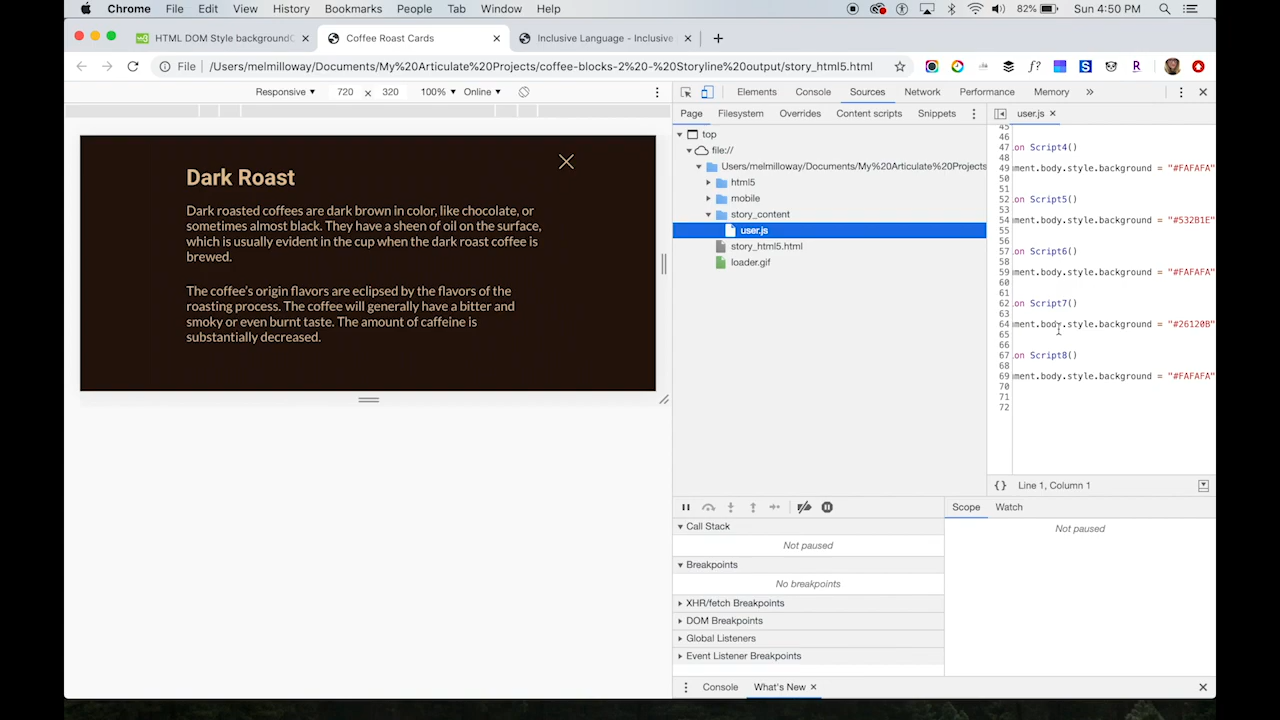 Chrome File Edit View History Bookmarks People Tab Window Help 82% Sun 4:50 PM
HTML DOM Style background Coffee Roast Cards Inclusive Language - Inclusive
File /Users/melmilloway/Documents/My%20Articulate%20Projects/coffee-blocks-2%20-%20Storyline%20output/story_html5.html
Responsive 720 x 320 100% Online
Elements Console Sources Network Performance Memory »
Page Filesystem Overrides Content scripts Snippets
user.js
top
file://
Users/melmilloway/Documents/My%20Articulate%20Projects
html5
mobile
story_content
user.js
story_html5.html
loader.gif
Dark Roast
Dark roasted coffees are dark brown in color, like chocolate, or
sometimes almost black. They have a sheen of oil on the surface,
which is usually evident in the cup when the dark roast coffee is
brewed.
The coffee's origin flavors are eclipsed by the flavors of the
roasting process. The coffee will generally have a bitter and
smoky or even burnt taste. The amount of caffeine is
substantially decreased.
45
46
47 on Script4()
48
49 ment.body.style.background = "#FAFAFA"
50
51
52 on Script5()
53
54 ment.body.style.background = "#532B1E"
55
56
57 on Script6()
58
59 ment.body.style.background = "#FAFAFA"
60
61
62 on Script7()
63
64 ment.body.style.background = "#26120B"
65
66
67 on Script8()
68
69 ment.body.style.background = "#FAFAFA"
70
71
72
{} Line 1, Column 1
Scope Watch
Not paused
Call Stack
Not paused
Breakpoints
No breakpoints
XHR/fetch Breakpoints
DOM Breakpoints
Global Listeners
Event Listener Breakpoints
Console What's New